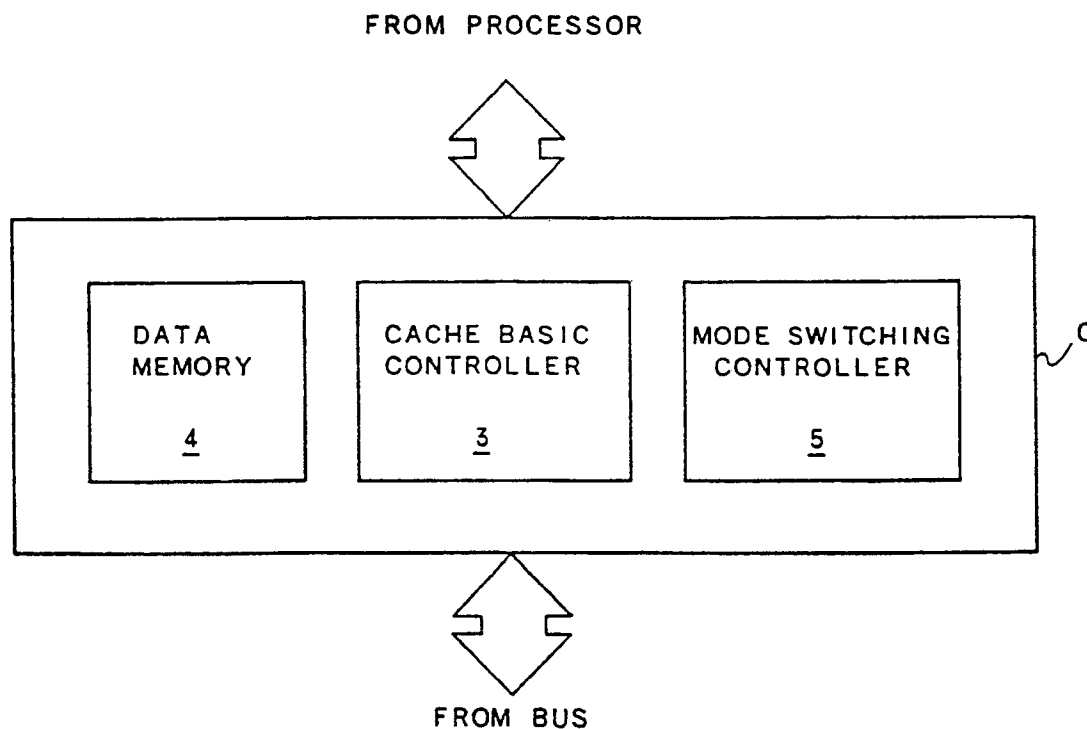 FROM PROCESSOR
DATA
MEMORY
4
CACHE BASIC
CONTROLLER
3
MODE SWITCHING
CONTROLLER
5
C
FROM BUS